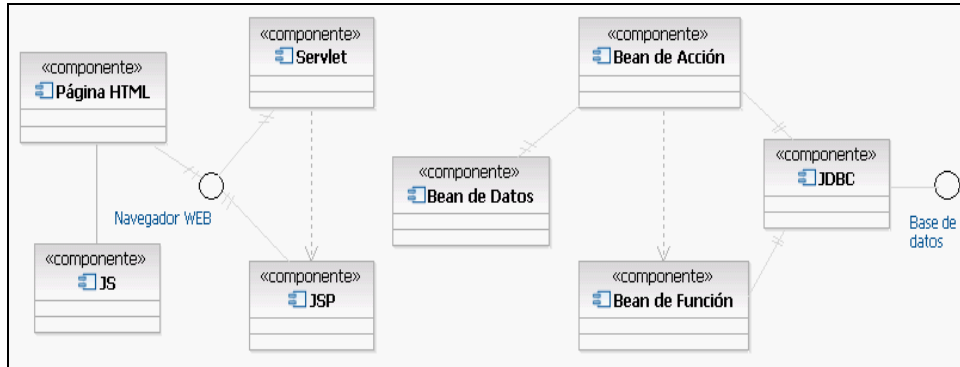 «componente»
Página HTML
«componente»
Servlet
«componente»
Bean de Acción
«componente»
Bean de Datos
«componente»
JDBC
Navegador WEB
Base de
datos
«componente»
JS
«componente»
JSP
«componente»
Bean de Función